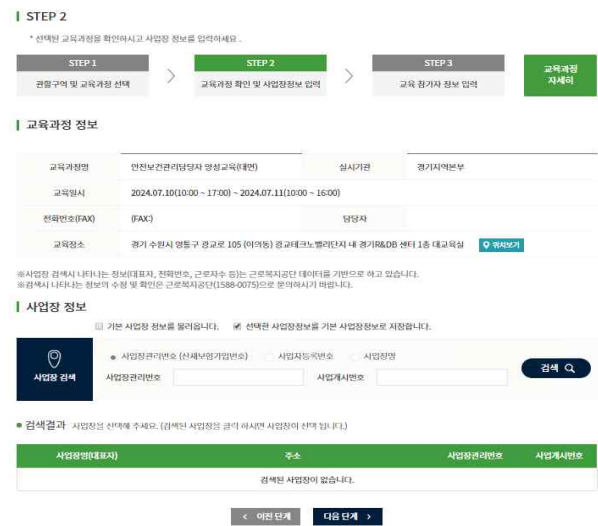 STEP 2
* 선택된 교육과정을 확인하시고 사업장 정보를 입력하세요 .
STEP 1
관할구역 및 교육과정 선택
STEP 2
교육과정 확인 및 사업장정보 입력
STEP 3
교육 참가자 정보 입력
교육과정
자세히
교육과정 정보
교육과정명 안전보건관리담당자 양성교육(대면) 실시기관 경기지역본부
교육일시 2024.07.10(10:00 ~ 17:00) ~ 2024.07.11(10:00 ~ 16:00)
전화번호(FAX) (FAX:) 담당자
교육장소 경기 수원시 영통구 광교로 105 (이의동) 광교테크노밸리단지 내 경기R&DB 센터 1층 대교육실 위치보기
※사업장 검색시 나타나는 정보(대표자, 전화번호, 근로자수 등)는 근로복지공단 데이터를 기반으로 하고 있습니다.
※검색시 나타나는 정보의 수정 및 확인은 근로복지공단(1588-0075)으로 문의하시기 바랍니다.
사업장 정보
기본 사업장 정보를 불러옵니다. 선택한 사업장정보를 기본 사업장정보로 저장합니다.
사업장 검색
사업장관리번호 (산재보험가입번호) 사업자등록번호 사업장명
사업장관리번호 사업개시번호
검색
검색결과 사업장을 선택해 주세요. (검색된 사업장을 클릭 하시면 사업장이 선택 됩니다.)
사업장명(대표자) 주소 사업장관리번호 사업개시번호
검색된 사업장이 없습니다.
< 이전 단계 다음 단계 >